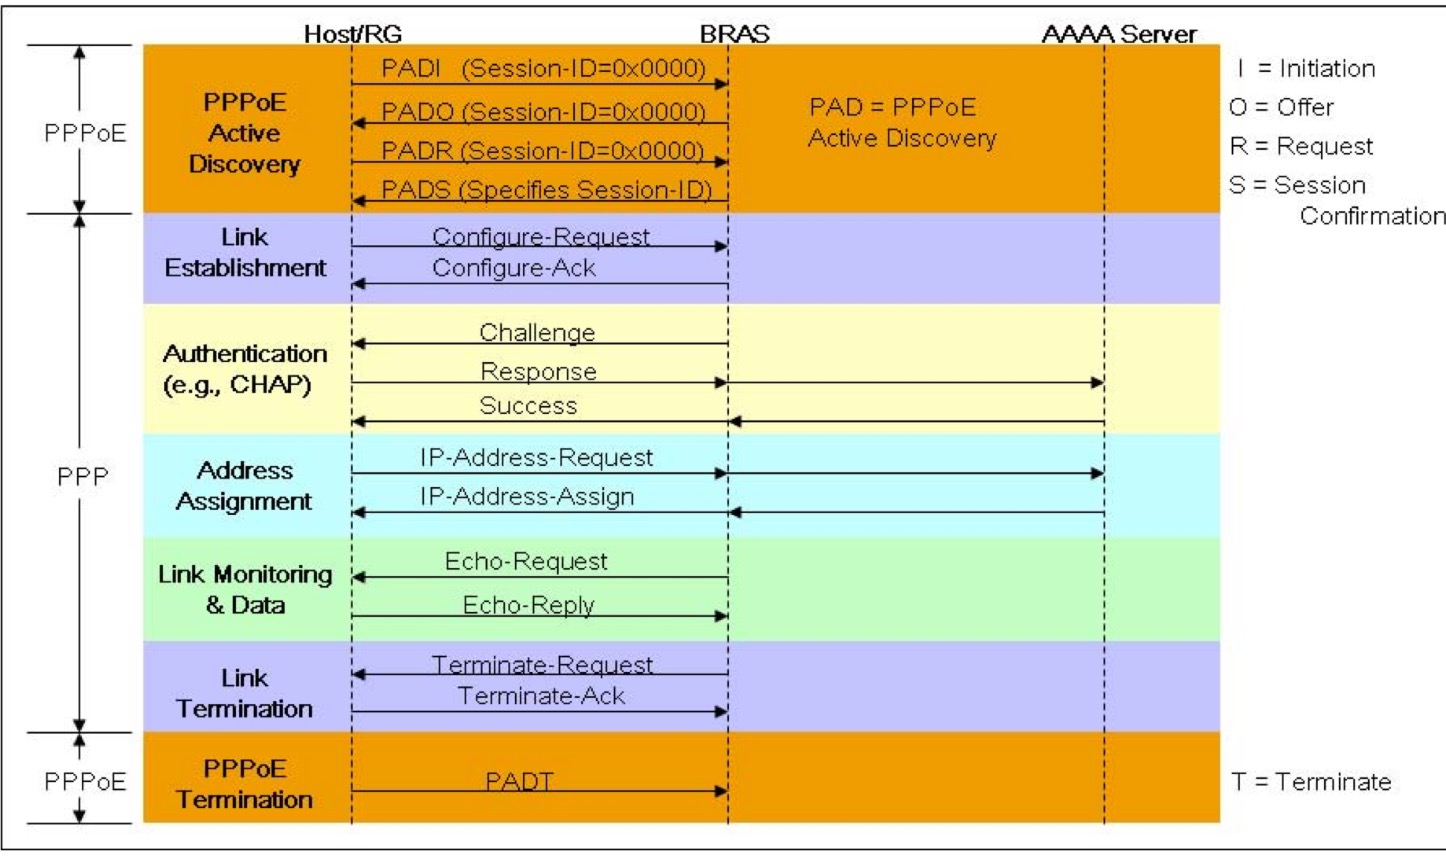 Host/RG BRAS AAAA Server
PADI (Session-ID=0x0000)
I = Initiation
PPPoE
Active
Discovery
PPPoE
PADO (Session-ID=0x0000)
PAD = PPPoE
Active Discovery
O = Offer
PADR (Session-ID=0x0000)
R = Request
PADS (Specifies Session-ID)
S = Session
Confirmation
Link
Establishment
Configure-Request
Configure-Ack
PPP
Authentication
(e.g., CHAP)
Challenge
Response
Success
Address
Assignment
IP-Address-Request
IP-Address-Assign
Link Monitoring
& Data
Echo-Request
Echo-Reply
Link
Termination
Terminate-Request
Terminate-Ack
PPPoE
PPPoE
Termination
PADT
T = Terminate